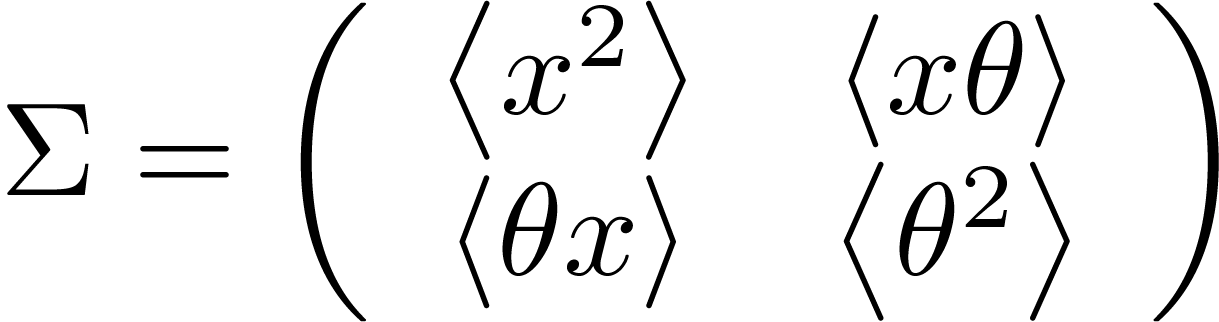 Σ = ( ⟨x²⟩ ⟨xθ⟩
⟨θx⟩ ⟨θ²⟩ )